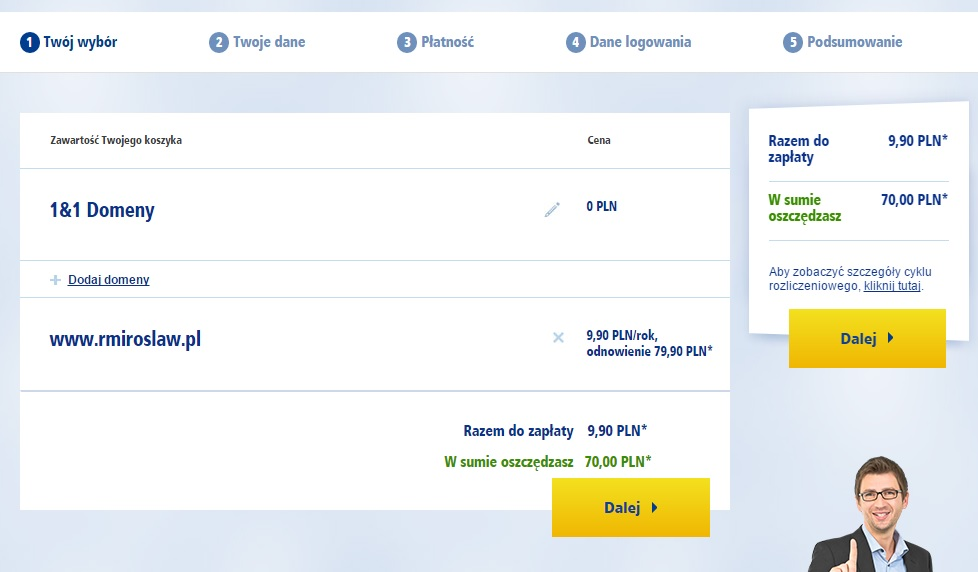 1 Twój wybór
2 Twoje dane
3 Płatność
4 Dane logowania
5 Podsumowanie
Zawartość Twojego koszyka Cena
1&1 Domeny 0 PLN
Dodaj domeny
www.rmiroslaw.pl 9,90 PLN/rok,
odnowienie 79,90 PLN*
Razem do zapłaty 9,90 PLN*
W sumie oszczędzasz 70,00 PLN*
Dalej
Razem do 9,90 PLN*
zapłaty
W sumie 70,00 PLN*
oszczędzasz
Aby zobaczyć szczegóły cyklu
rozliczeniowego, kliknij tutaj.
Dalej